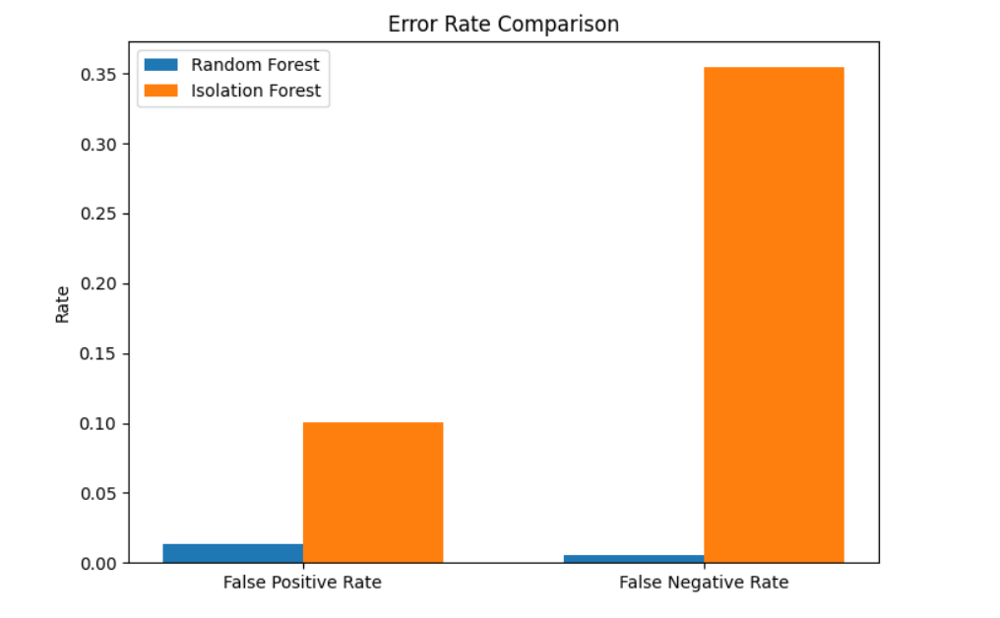 Error Rate Comparison
Random Forest
Isolation Forest
0.35
0.30
0.25
0.20
0.15
0.10
0.05
0.00
Rate
False Positive Rate
False Negative Rate